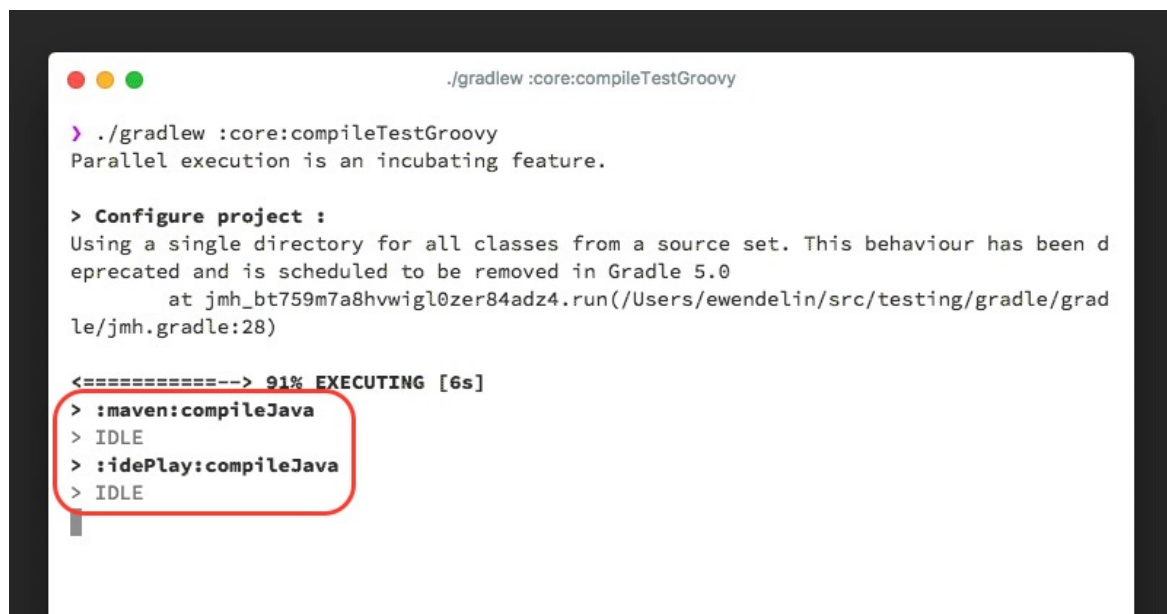 ./gradlew :core:compileTestGroovy
❯ ./gradlew :core:compileTestGroovy
Parallel execution is an incubating feature.
> Configure project :
Using a single directory for all classes from a source set. This behaviour has been d
eprecated and is scheduled to be removed in Gradle 5.0
at jmh_bt759m7a8hvwigl0zer84adz4.run(/Users/ewendelin/src/testing/gradle/grad
le/jmh.gradle:28)
<===========--> 91% EXECUTING [6s]
> :maven:compileJava
> IDLE
> :idePlay:compileJava
> IDLE